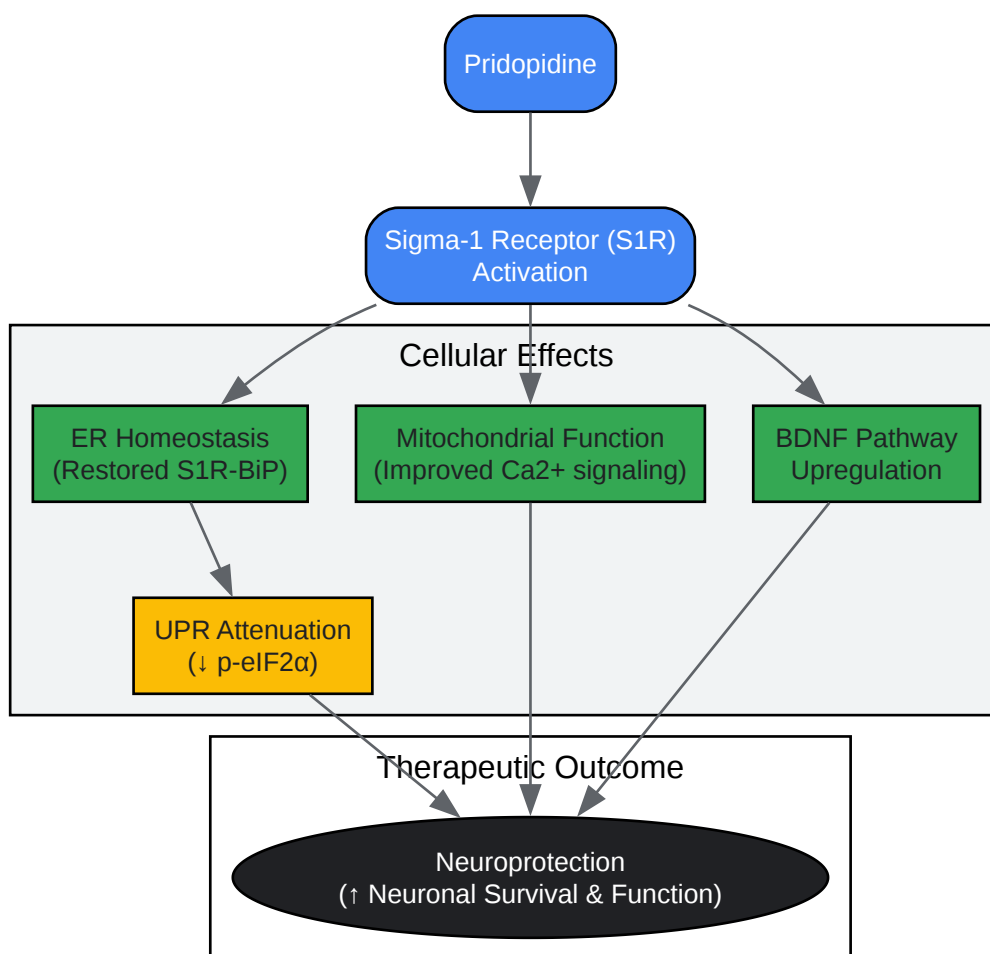 Pridopidine
Sigma-1 Receptor (S1R)
Activation
Cellular Effects
ER Homeostasis
(Restored S1R-BiP)
Mitochondrial Function
(Improved Ca2+ signaling)
BDNF Pathway
Upregulation
UPR Attenuation
(↓ p-eIF2α)
Therapeutic Outcome
Neuroprotection
(↑ Neuronal Survival & Function)